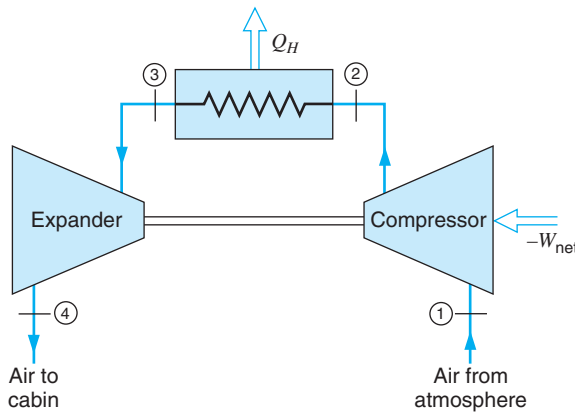 Q_H
③
②
Expander
Compressor
–W_net
④
①
Air to
cabin
Air from
atmosphere